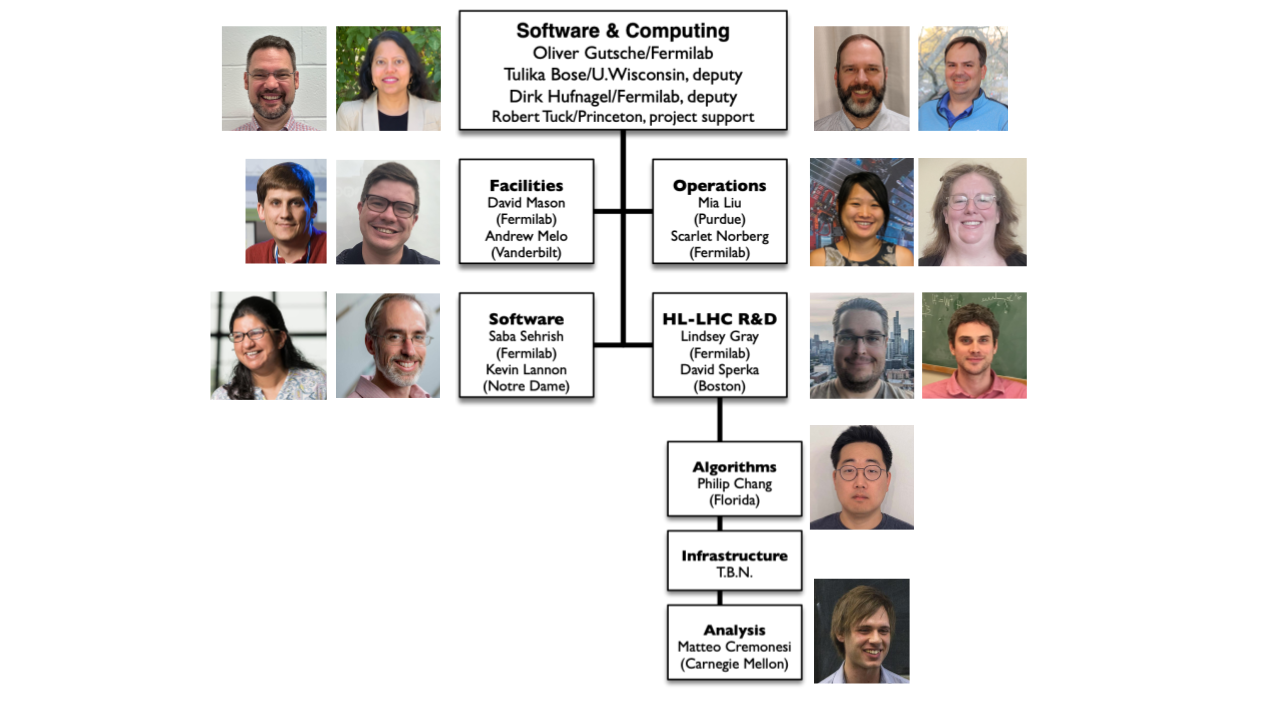 Software & Computing
Oliver Gutsche/Fermilab
Tulika Bose/U.Wisconsin, deputy
Dirk Hufnagel/Fermilab, deputy
Robert Tuck/Princeton, project support
Facilities
David Mason
(Fermilab)
Andrew Melo
(Vanderbilt)
Operations
Mia Liu
(Purdue)
Scarlet Norberg
(Fermilab)
Software
Saba Sehrish
(Fermilab)
Kevin Lannon
(Notre Dame)
HL-LHC R&D
Lindsey Gray
(Fermilab)
David Sperka
(Boston)
Algorithms
Philip Chang
(Florida)
Infrastructure
T.B.N.
Analysis
Matteo Cremonesi
(Carnegie Mellon)